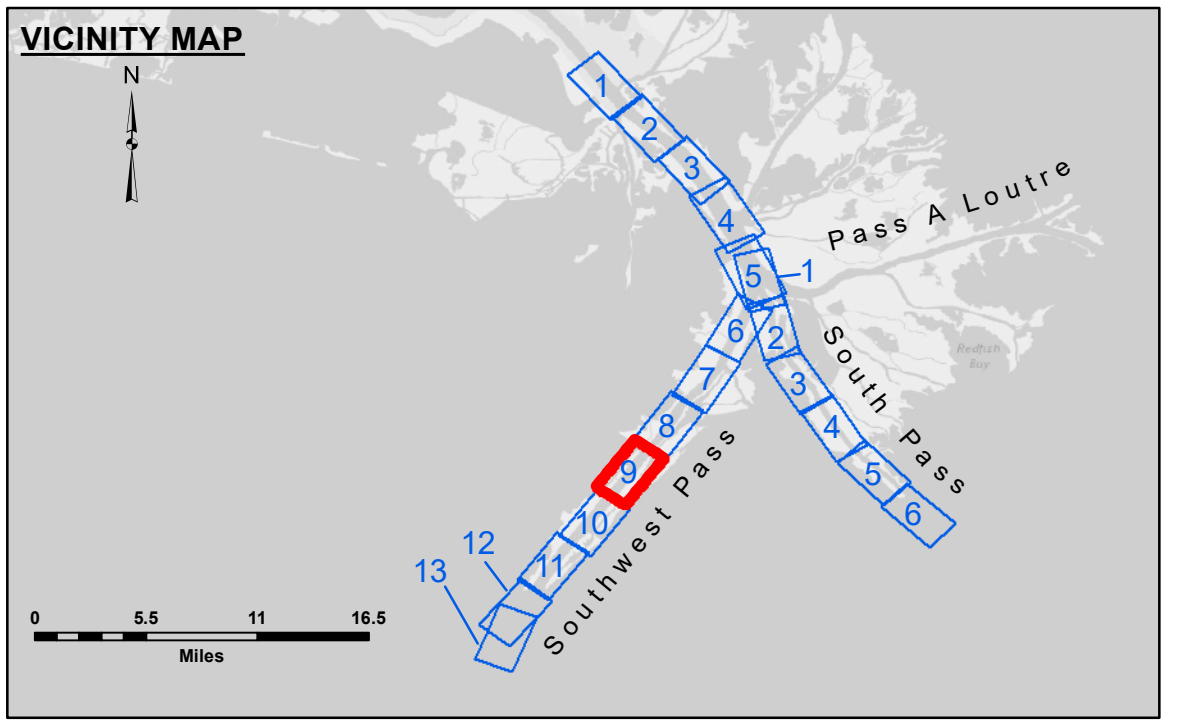 VICINITY MAP
N
1
2
3
4
5
1
6
2
7
3
8
4
9
5
10
6
11
12
13
Pass A Loutre
South Pass
Southwest Pass
Redfish
Bay
0 5.5 11 16.5
Miles